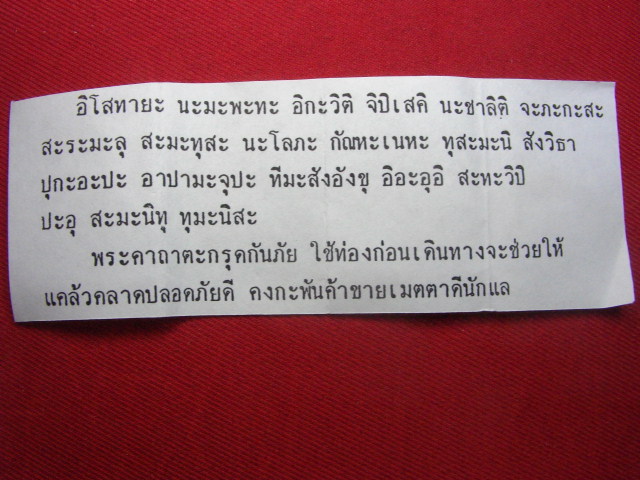 อิโสทายะ นะมะพะทะ อิกะวิติ จิปิเสคิ นะชาลิติ จะภะกะสะ
สะระมะลุ สะมะทุสะ นะโลภะ กัณหะเนหะ ทุสะมะนิ สังวิธา
ปุกะอะปะ อาปามะจุปะ ทีมะสังอังขุ อิอะอุอิ สะทะวิปิ
ปะอุ สะมะนิทุ ทุมะนิสะ
พระคาถาตะกรุดกันภัย ใช้ท่องก่อนเดินทางจะช่วยให้
แคล้วคลาดปลอดภัยดี คงกะพันค้าขายเมตตาดีนักแล